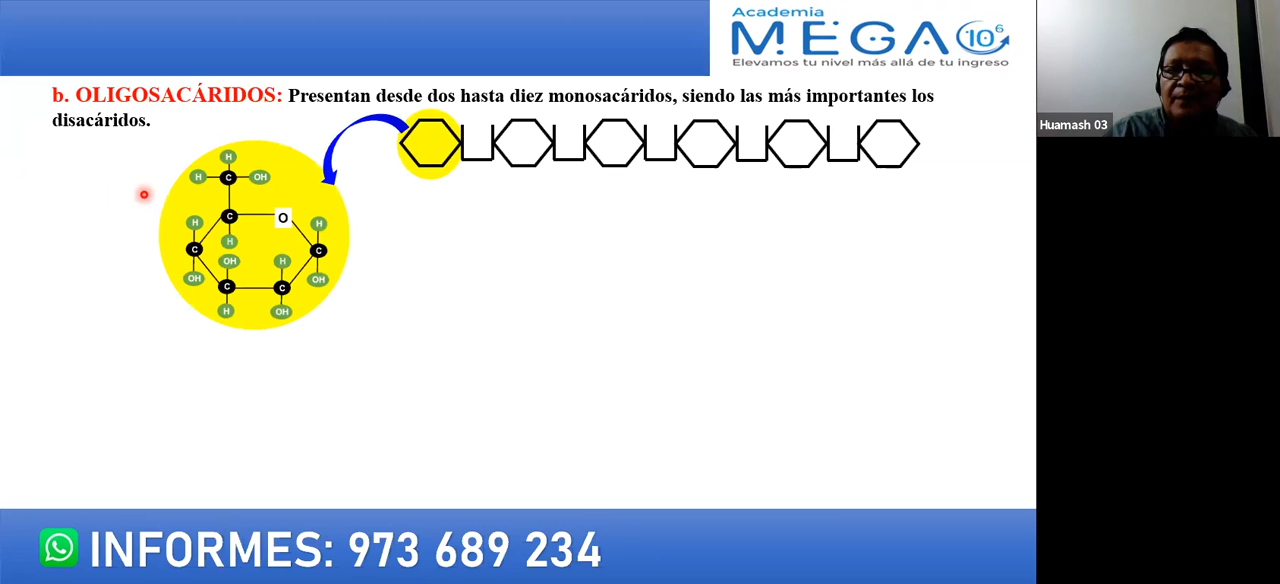 Academia
MEGA 10⁶
Elevamos tu nivel más allá de tu ingreso
Huamash 03
b. OLIGOSACÁRIDOS: Presentan desde dos hasta diez monosacáridos, siendo las más importantes los
disacáridos.
H
H C OH
C O
H H
H
C C
OH H
OH OH
C C
H OH
INFORMES: 973 689 234